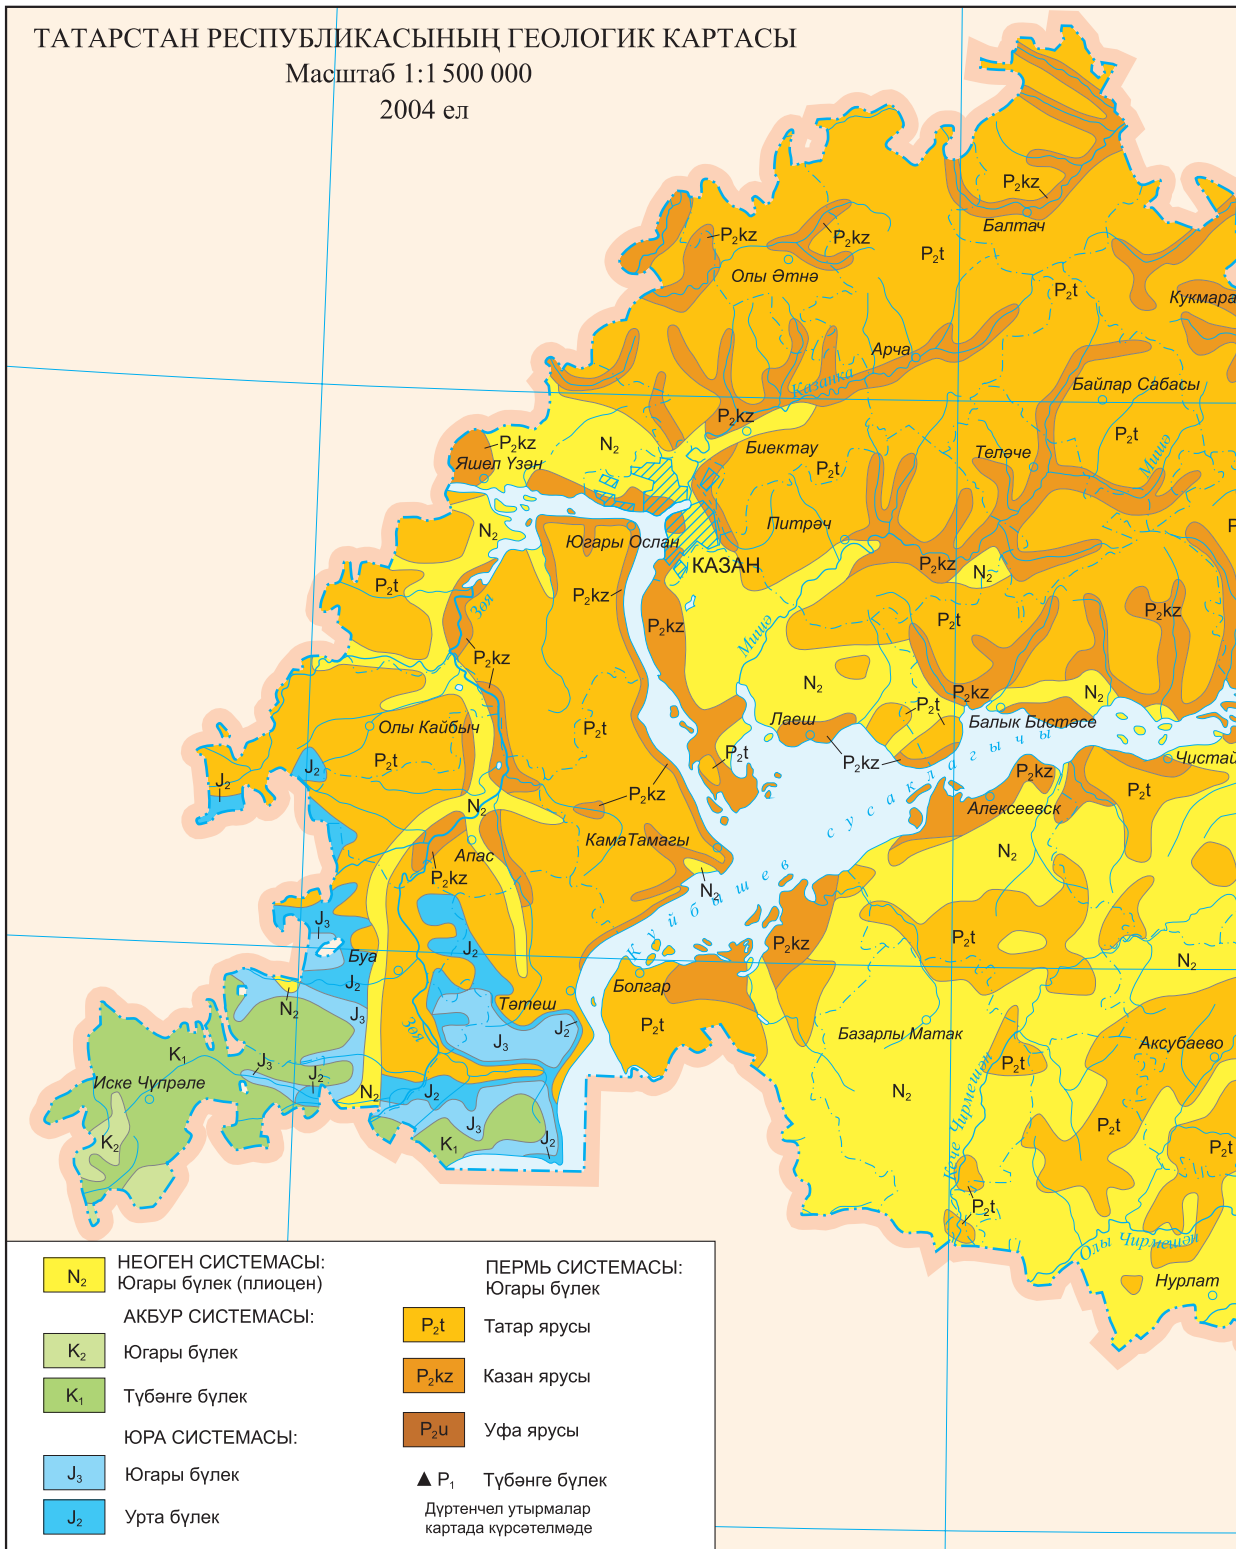 ТАТАРСТАН РЕСПУБЛИКАСЫНЫҢ ГЕОЛОГИК КАРТАСЫ
Масштаб 1:1 500 000
2004 ел
P₂kz
Балтач
P₂kz
P₂kz
P₂t
Олы Әтнә
P₂t
Кукмара
Арча
Казанка
Байлар Сабасы
P₂kz
P₂kz
N₂
Биектау
P₂t
Яшел Үзән
P₂t
Теләче
Мишә
N₂
Питрәч
Югары Ослан
КАЗАН
P₂kz
N₂
P₂t
P₂kz
Зөя
P₂kz
P₂kz
P₂t
Мишә
P₂kz
N₂
P₂kz
N₂
P₂t
Олы Кайбыч
P₂t
Лаеш
Балык Бистәсе
P₂t
P₂t
P₂kz
Чистай
J₂
J₂
P₂kz
P₂kz
P₂t
N₂
Алексеевск
КамаТамагы
Апас
N₂
P₂kz
N₂
Куйбышев сусаклагычы
J₃
J₂
P₂kz
P₂t
Буа
N₂
J₂
Болгар
Тәтеш
N₂
J₃
J₂
P₂t
Базарлы Матак
Зөя
J₃
Аксубаево
K₁
J₃
P₂t
J₂
Иске Чүпрәле
N₂
J₂
N₂
Кече Чирмешән
J₃
P₂t
K₂
K₁
J₂
P₂t
P₂t
Олы Чирмешән
Нурлат
N₂
НЕОГЕН СИСТЕМАСЫ:
Югары бүлек (плиоцен)
АКБУР СИСТЕМАСЫ:
K₂
Югары бүлек
K₁
Түбәнге бүлек
ЮРА СИСТЕМАСЫ:
J₃
Югары бүлек
J₂
Урта бүлек
ПЕРМЬ СИСТЕМАСЫ:
Югары бүлек
P₂t
Татар ярусы
P₂kz
Казан ярусы
P₂u
Уфа ярусы
▲ P₁
Түбәнге бүлек
Дүртенчел утырмалар
картада күрсәтелмәде